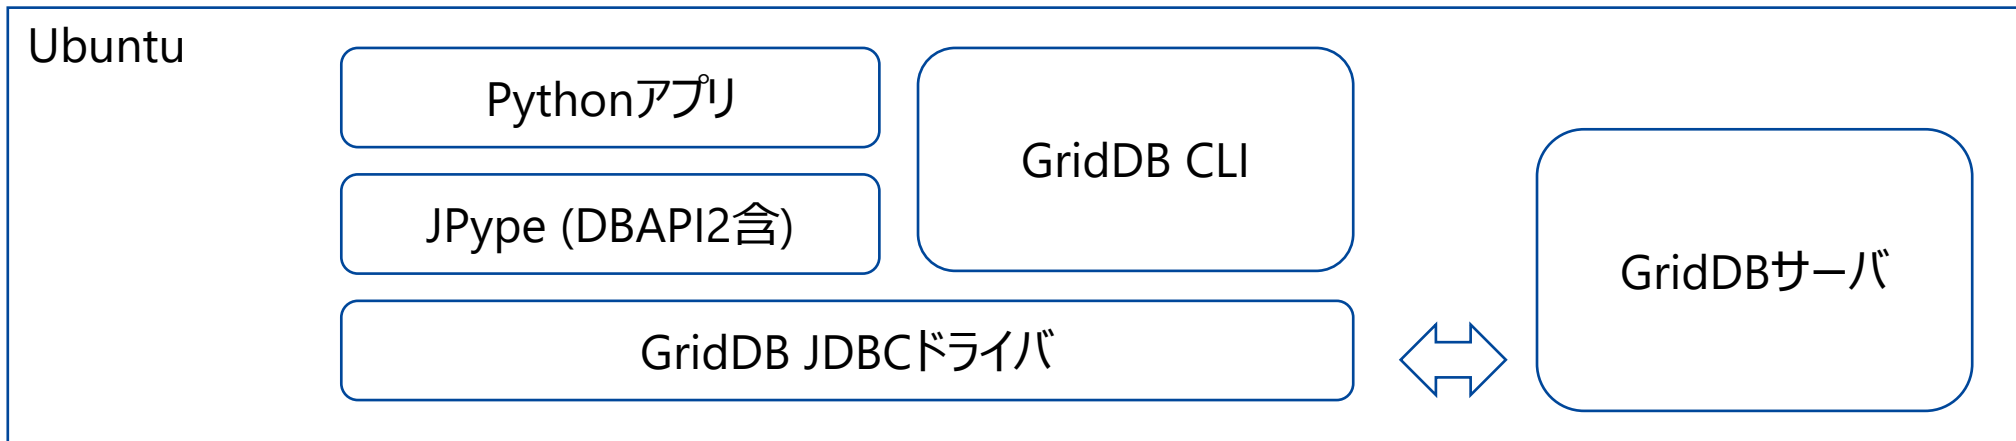 Ubuntu
Pythonアプリ
GridDB CLI
JPype (DBAPI2含)
GridDBサーバ
GridDB JDBCドライバ